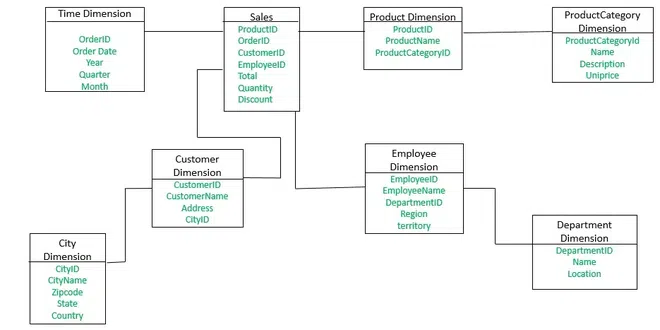 Time Dimension
OrderID
Order Date
Year
Quarter
Month
Sales
ProductID
OrderID
CustomerID
EmployeeID
Total
Quantity
Discount
Product Dimension
ProductID
ProductName
ProductCategoryID
ProductCategory
Dimension
ProductCategoryId
Name
Description
Uniprice
Customer
Dimension
CustomerID
CustomerName
Address
CityID
Employee
Dimension
EmployeeID
EmployeeName
DepartmentID
Region
territory
City
Dimension
CityID
CityName
Zipcode
State
Country
Department
Dimension
DepartmentID
Name
Location